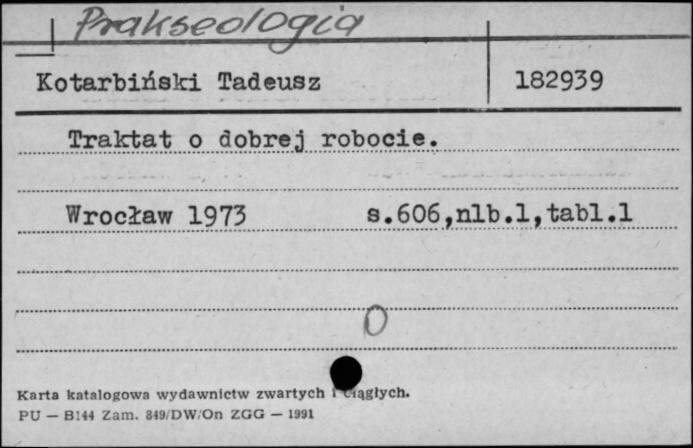 Prakseologia
Kotarbiński Tadeusz 182939
Traktat o dobrej robocie.
Wrocław 1973 s.606,nlb.1,tabl.1
O
Karta katalogowa wydawnictw zwartych i ciągłych.
PU — B144 Zam. 849/DW/On ZGG — 1991